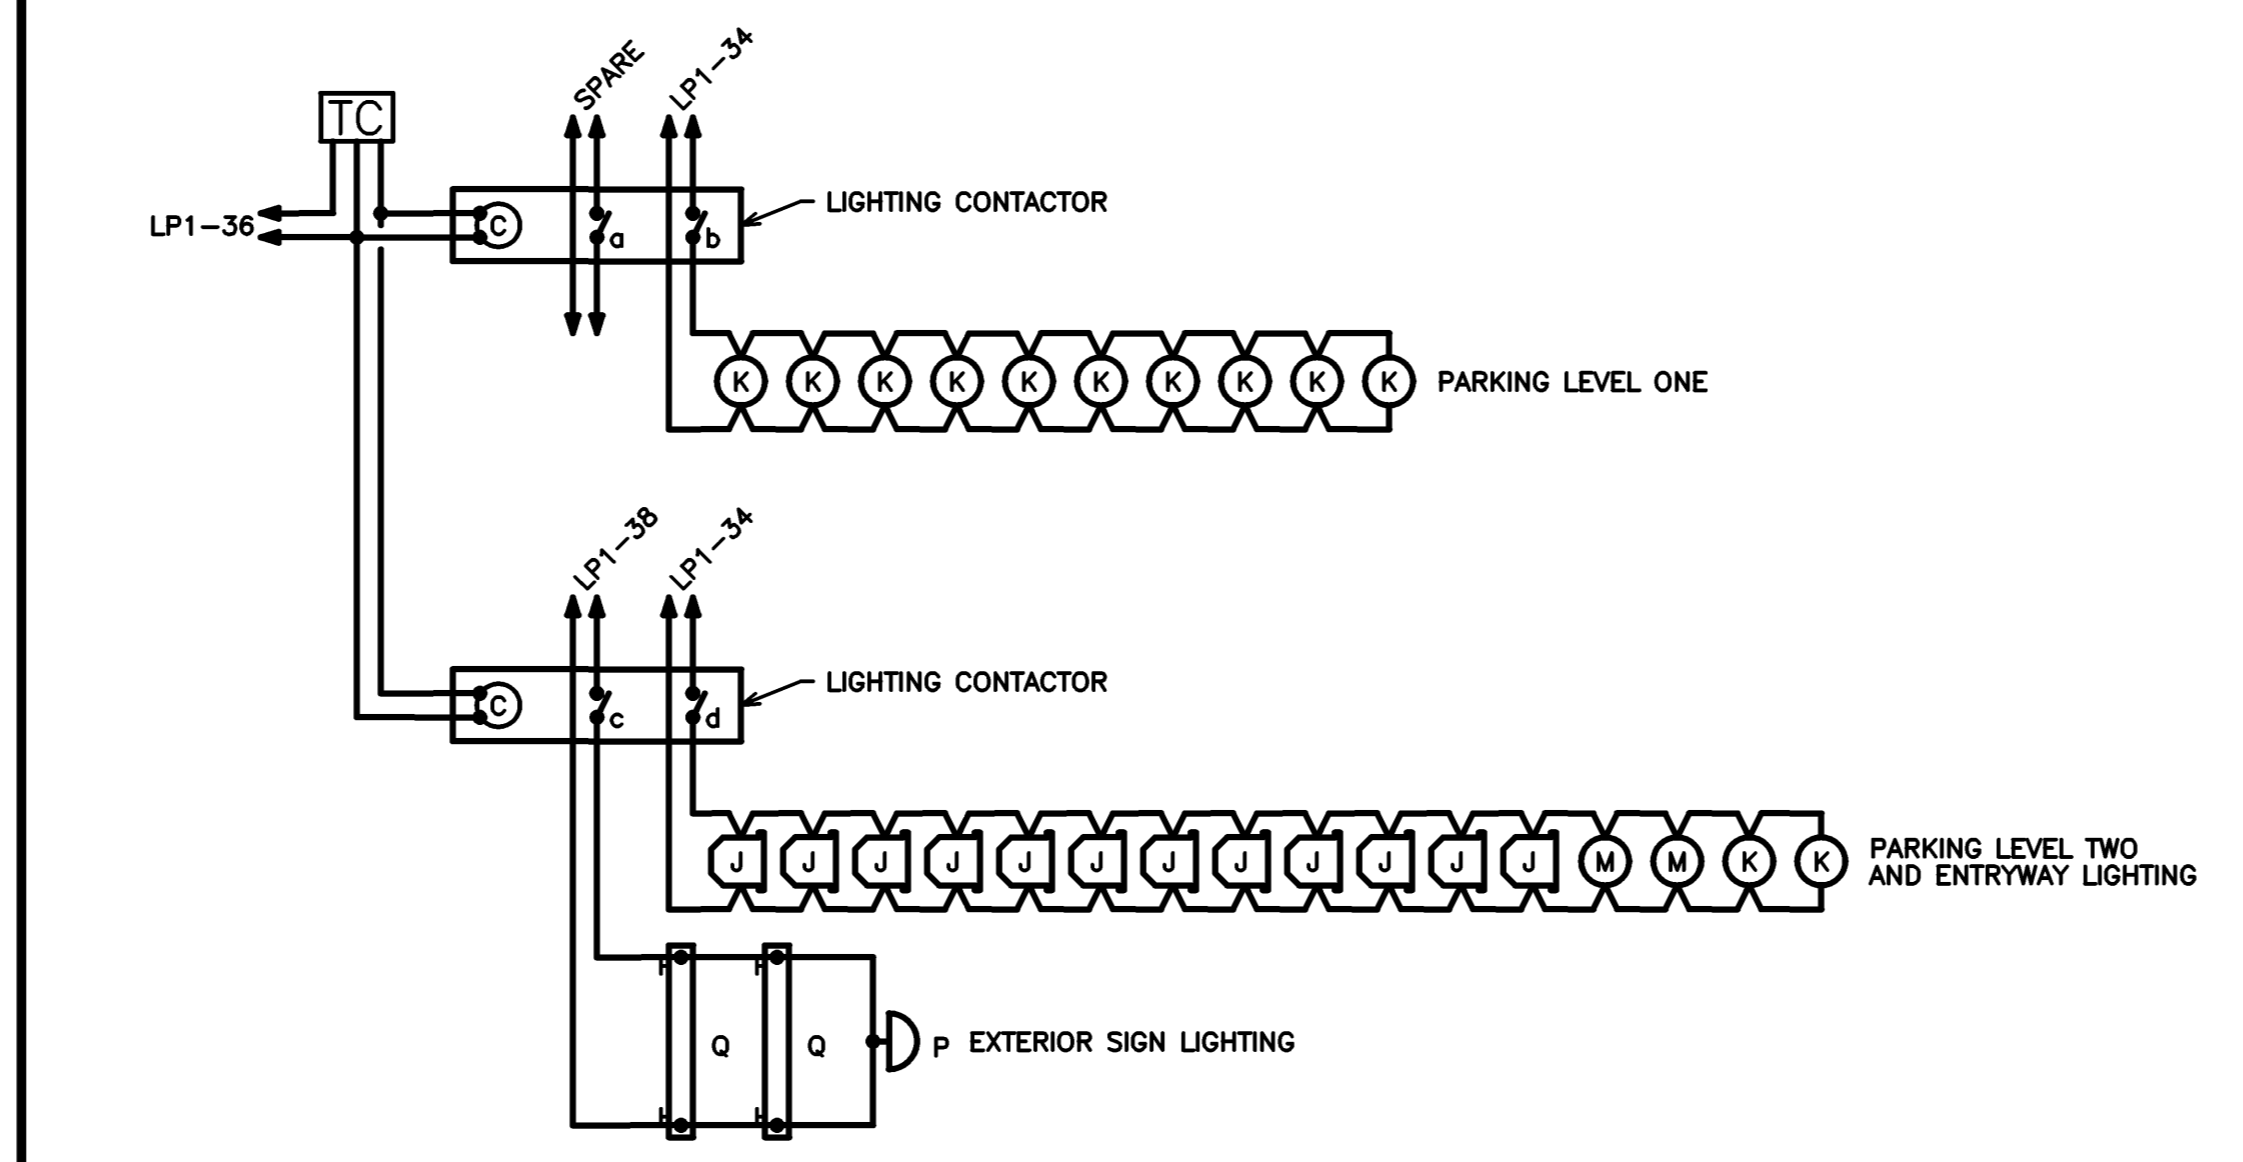 SPARE
LP1-34
TC
LIGHTING CONTACTOR
LP1-36
C
a
b
K K K K K K K K K K
PARKING LEVEL ONE
LP1-38
LP1-34
LIGHTING CONTACTOR
C
c
d
J J J J J J J J J J J J M M K K
PARKING LEVEL TWO
AND ENTRYWAY LIGHTING
Q Q P EXTERIOR SIGN LIGHTING